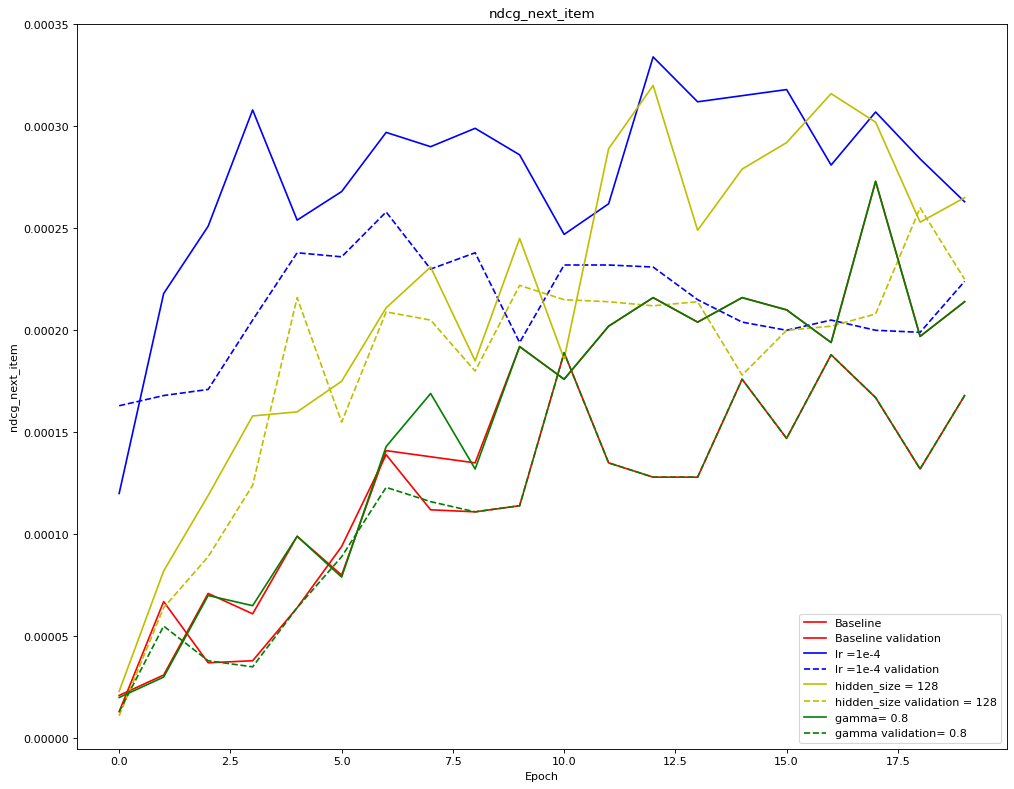 ndcg_next_item
0.00035
0.00030
0.00025
0.00020
0.00015
0.00010
0.00005
0.00000
ndcg_next_item
0.0
2.5
5.0
7.5
10.0
12.5
15.0
17.5
Epoch
Baseline
Baseline validation
lr =1e-4
lr =1e-4 validation
hidden_size = 128
hidden_size validation = 128
gamma= 0.8
gamma validation= 0.8